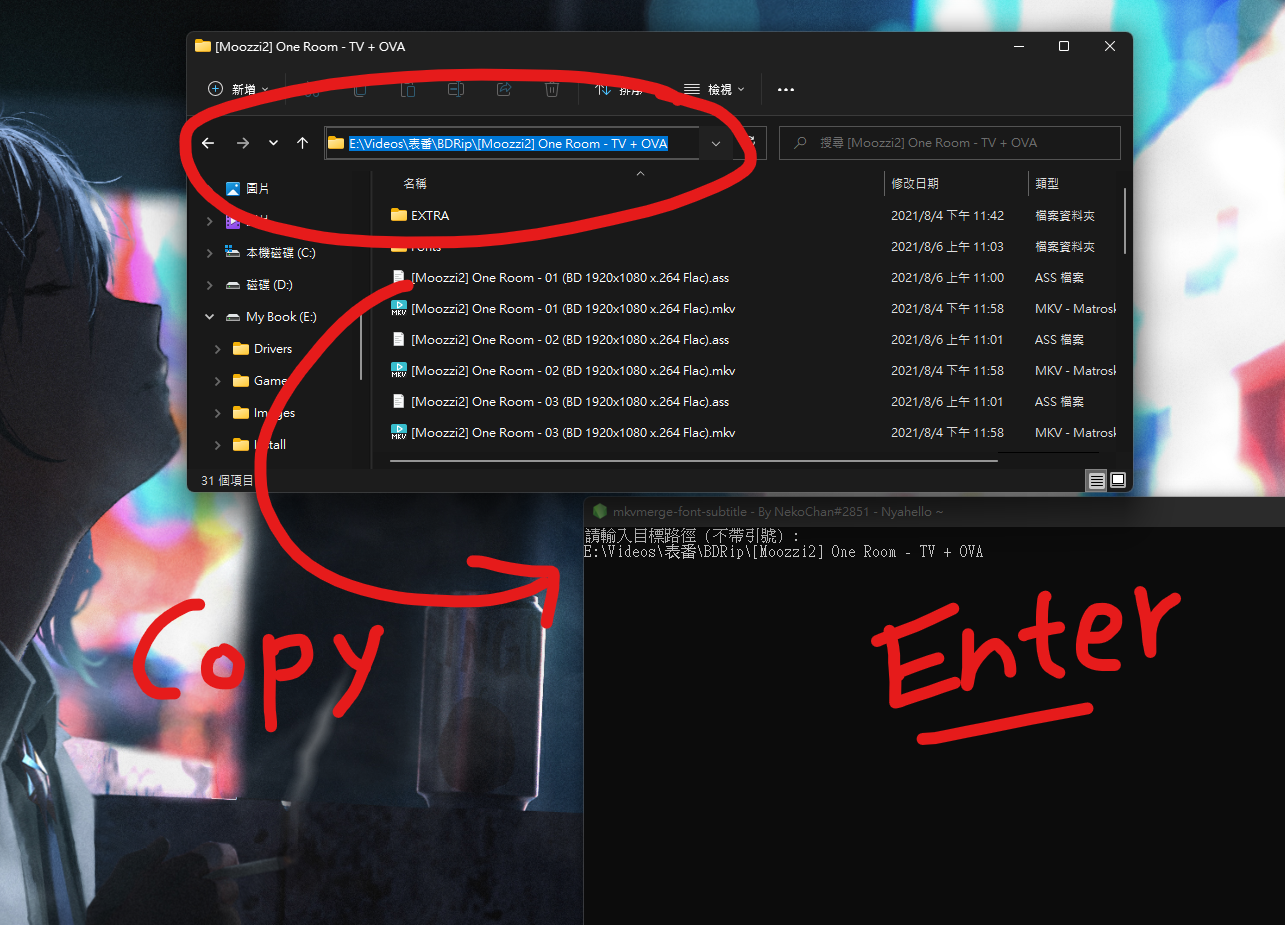 [Moozzi2] One Room - TV + OVA
新增
檢視
E:\Videos\表番\BDRip\[Moozzi2] One Room - TV + OVA
搜尋 [Moozzi2] One Room - TV + OVA
名稱 修改日期 類型
圖片
EXTRA 2021/8/4 下午 11:42 檔案資料夾
Fonts 2021/8/6 上午 11:03 檔案資料夾
本機磁碟 (C:)
[Moozzi2] One Room - 01 (BD 1920x1080 x.264 Flac).ass 2021/8/6 上午 11:00 ASS 檔案
磁碟 (D:)
[Moozzi2] One Room - 01 (BD 1920x1080 x.264 Flac).mkv 2021/8/4 下午 11:58 MKV - Matrosk
My Book (E:)
[Moozzi2] One Room - 02 (BD 1920x1080 x.264 Flac).ass 2021/8/6 上午 11:01 ASS 檔案
Drivers
[Moozzi2] One Room - 02 (BD 1920x1080 x.264 Flac).mkv 2021/8/4 下午 11:58 MKV - Matrosk
Game
[Moozzi2] One Room - 03 (BD 1920x1080 x.264 Flac).ass 2021/8/6 上午 11:01 ASS 檔案
Images
[Moozzi2] One Room - 03 (BD 1920x1080 x.264 Flac).mkv 2021/8/4 下午 11:58 MKV - Matrosk
Install
31 個項目
mkvmerge-font-subtitle - By NekoChan#2851 - Nyahello ~
請輸入目標路徑（不帶引號）:
E:\Videos\表番\BDRip\[Moozzi2] One Room - TV + OVA
Copy
Enter